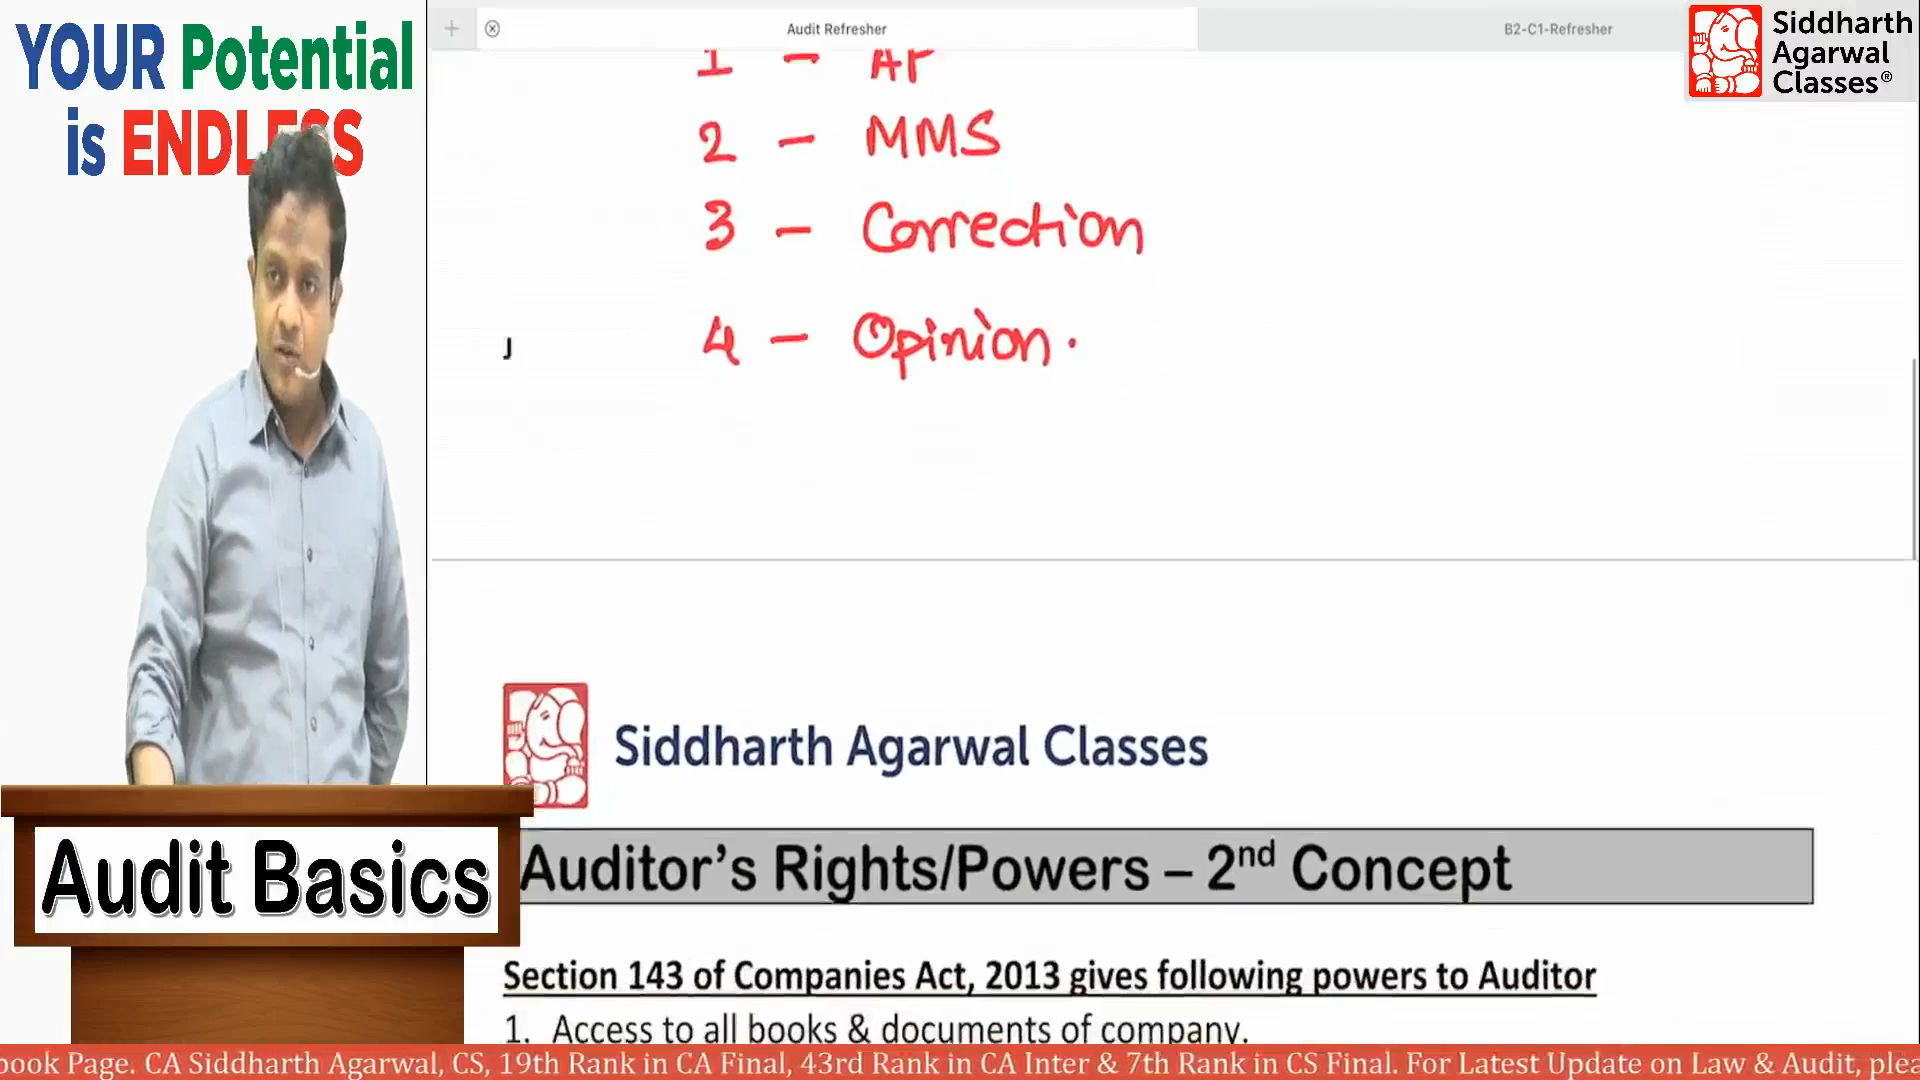 YOUR Potential
is ENDLESS
Audit Refresher
B2-C1-Refresher
Siddharth
Agarwal
Classes®
1 - AP
2 - MMS
3 - Correction
4 - Opinion.
J
Siddharth Agarwal Classes
Auditor’s Rights/Powers – 2nd Concept
Audit Basics
Section 143 of Companies Act, 2013 gives following powers to Auditor
1. Access to all books & documents of company.
book Page. CA Siddharth Agarwal, CS, 19th Rank in CA Final, 43rd Rank in CA Inter & 7th Rank in CS Final. For Latest Update on Law & Audit, plea